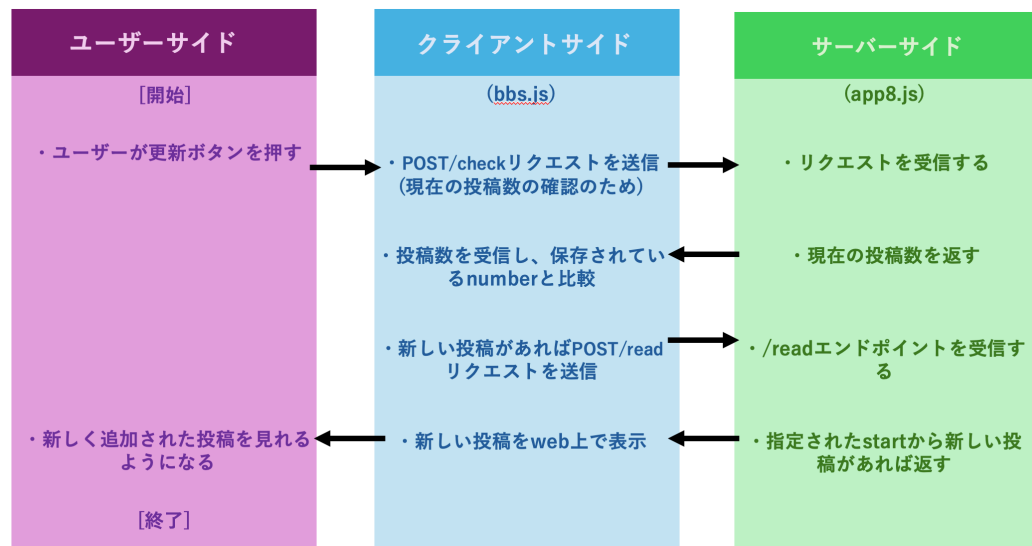 ユーザーサイド
クライアントサイド
サーバーサイド
[開始]
(bbs.js)
(app8.js)
・ユーザーが更新ボタンを押す
・POST/checkリクエストを送信
(現在の投稿数の確認のため)
・リクエストを受信する
・投稿数を受信し、保存されてい
るnumberと比較
・現在の投稿数を返す
・新しい投稿があればPOST/read
リクエストを送信
・/readエンドポイントを受信す
る
・新しく追加された投稿を見れる
ようになる
・新しい投稿をweb上で表示
・指定されたstartから新しい投
稿があれば返す
[終了]